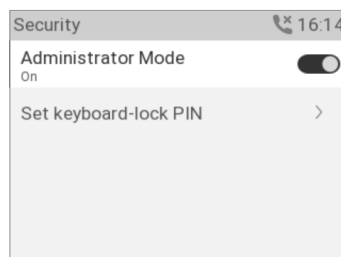 Security 16:14
Administrator Mode
On
Set keyboard-lock PIN